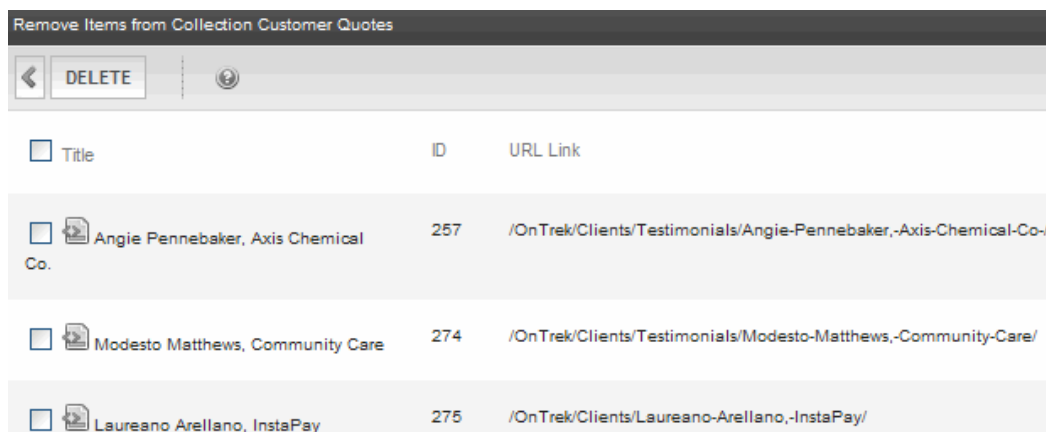 Remove Items from Collection Customer Quotes
DELETE
Title ID URL Link
Angie Pennebaker, Axis Chemical Co. 257 /OnTrek/Clients/Testimonials/Angie-Pennebaker,-Axis-Chemical-Co-
Modesto Matthews, Community Care 274 /OnTrek/Clients/Testimonials/Modesto-Matthews,-Community-Care/
Laureano Arellano, InstaPay 275 /OnTrek/Clients/Laureano-Arellano,-InstaPay/